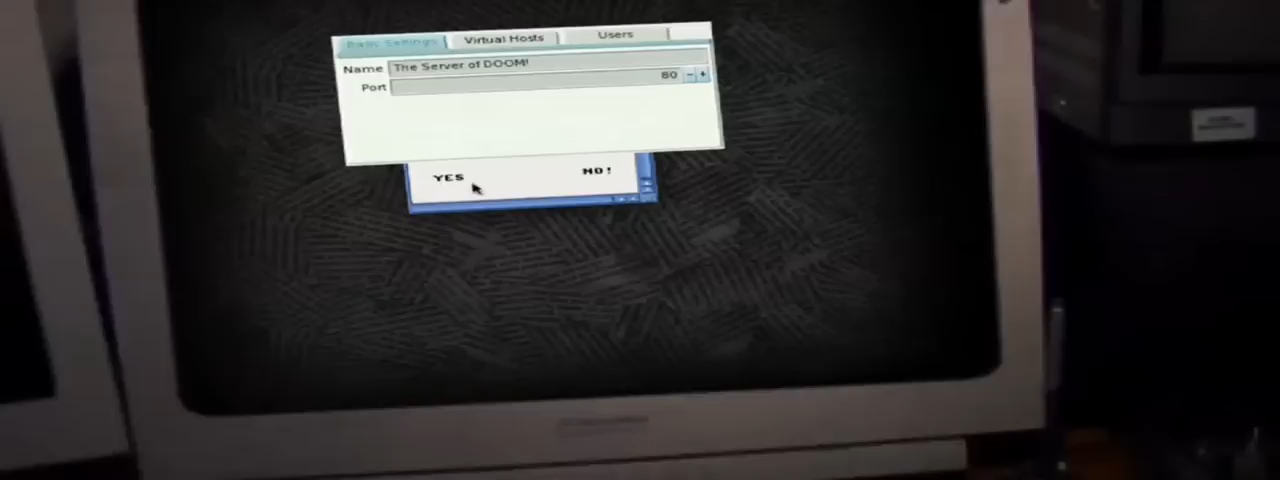 Basic Settings Virtual Hosts Users
Name The Server of DOOM!
Port 80 - +
YES NO!